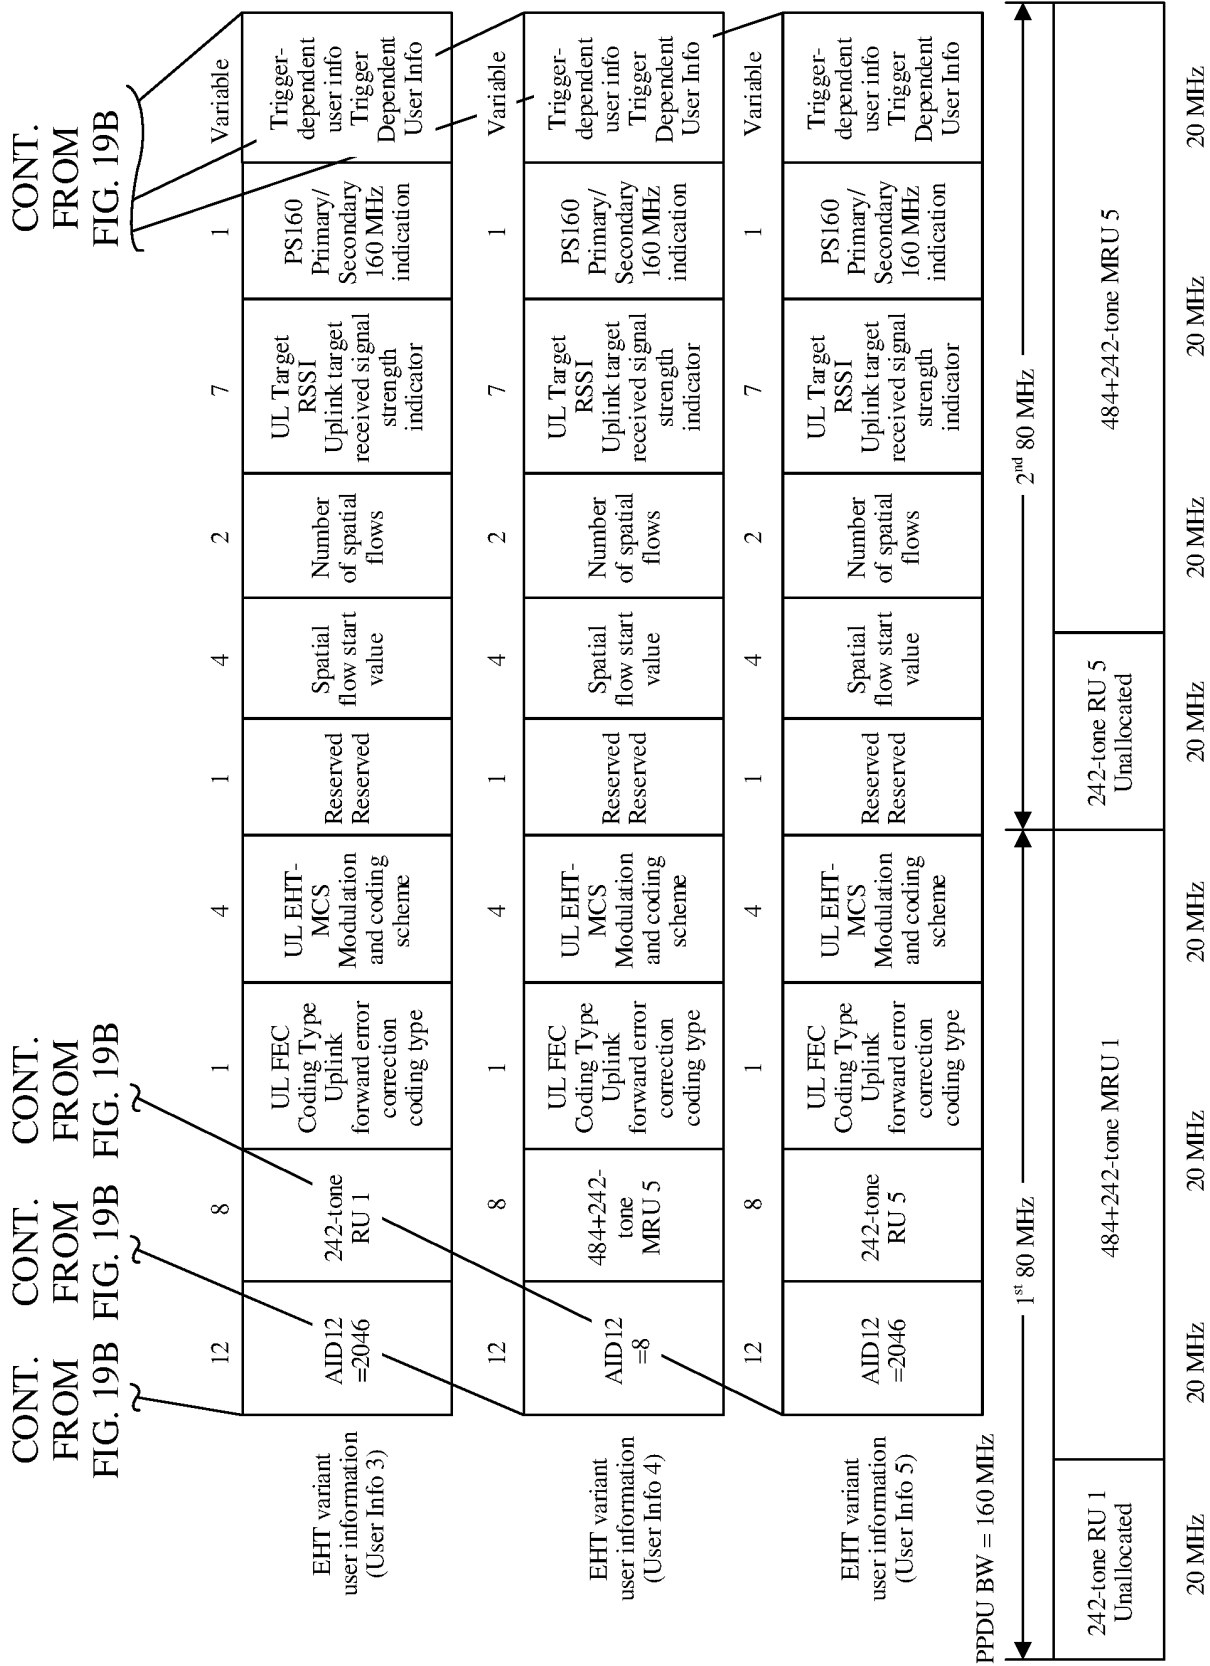 CONT.
FROM
FIG. 19B
CONT.
FROM
FIG. 19B
CONT.
FROM
FIG. 19B
CONT.
FROM
FIG. 19B
12
8
1
4
1
4
2
7
1
Variable
EHT variant
user information
(User Info 3)
AID12
=2046
242-tone
RU 1
UL FEC
Coding Type
Uplink
forward error
correction
coding type
UL EHT-
MCS
Modulation
and coding
scheme
Reserved
Reserved
Spatial
flow start
value
Number
of spatial
flows
UL Target
RSSI
Uplink target
received signal
strength
indicator
PS160
Primary/
Secondary
160 MHz
indication
Trigger-
dependent
user info
Trigger
Dependent
User Info
12
8
1
4
1
4
2
7
1
Variable
EHT variant
user information
(User Info 4)
AID12
=8
484+242-
tone
MRU 5
UL FEC
Coding Type
Uplink
forward error
correction
coding type
UL EHT-
MCS
Modulation
and coding
scheme
Reserved
Reserved
Spatial
flow start
value
Number
of spatial
flows
UL Target
RSSI
Uplink target
received signal
strength
indicator
PS160
Primary/
Secondary
160 MHz
indication
Trigger-
dependent
user info
Trigger
Dependent
User Info
12
8
1
4
1
4
2
7
1
Variable
EHT variant
user information
(User Info 5)
AID12
=2046
242-tone
RU 5
UL FEC
Coding Type
Uplink
forward error
correction
coding type
UL EHT-
MCS
Modulation
and coding
scheme
Reserved
Reserved
Spatial
flow start
value
Number
of spatial
flows
UL Target
RSSI
Uplink target
received signal
strength
indicator
PS160
Primary/
Secondary
160 MHz
indication
Trigger-
dependent
user info
Trigger
Dependent
User Info
PPDU BW = 160 MHz
1st 80 MHz
2nd 80 MHz
242-tone RU 1
Unallocated
484+242-tone MRU 1
242-tone RU 5
Unallocated
484+242-tone MRU 5
20 MHz
20 MHz
20 MHz
20 MHz
20 MHz
20 MHz
20 MHz
20 MHz